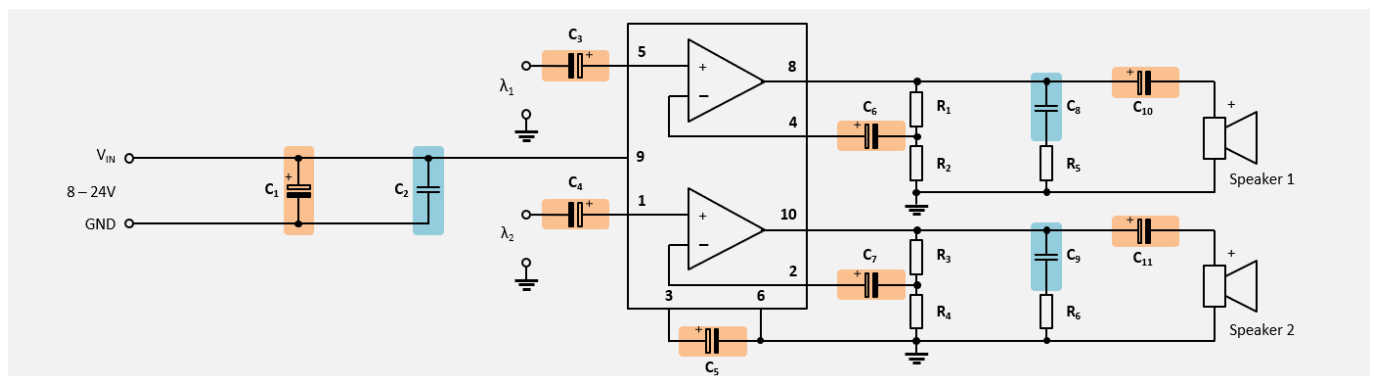 C₃
+
5
λ₁
+
−
8
4
C₆
+
R₁
R₂
C₈
R₅
+
C₁₀
+
Speaker 1
V_IN
8 – 24V
GND
+
C₁
C₂
9
C₄
+
1
λ₂
+
−
10
2
3
6
+
C₅
C₇
+
R₃
R₄
C₉
R₆
+
C₁₁
+
Speaker 2